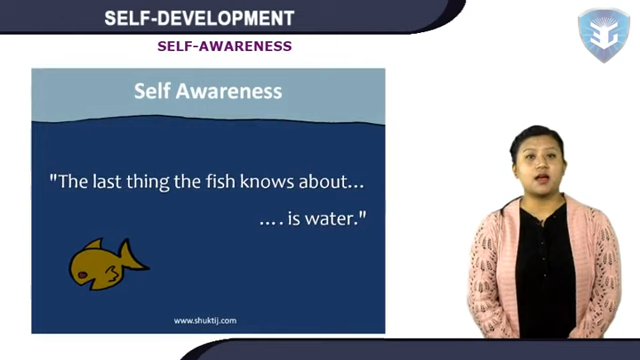 SELF-DEVELOPMENT
SELF-AWARENESS
Self Awareness
"The last thing the fish knows about...
.... is water."
www.shuktij.com